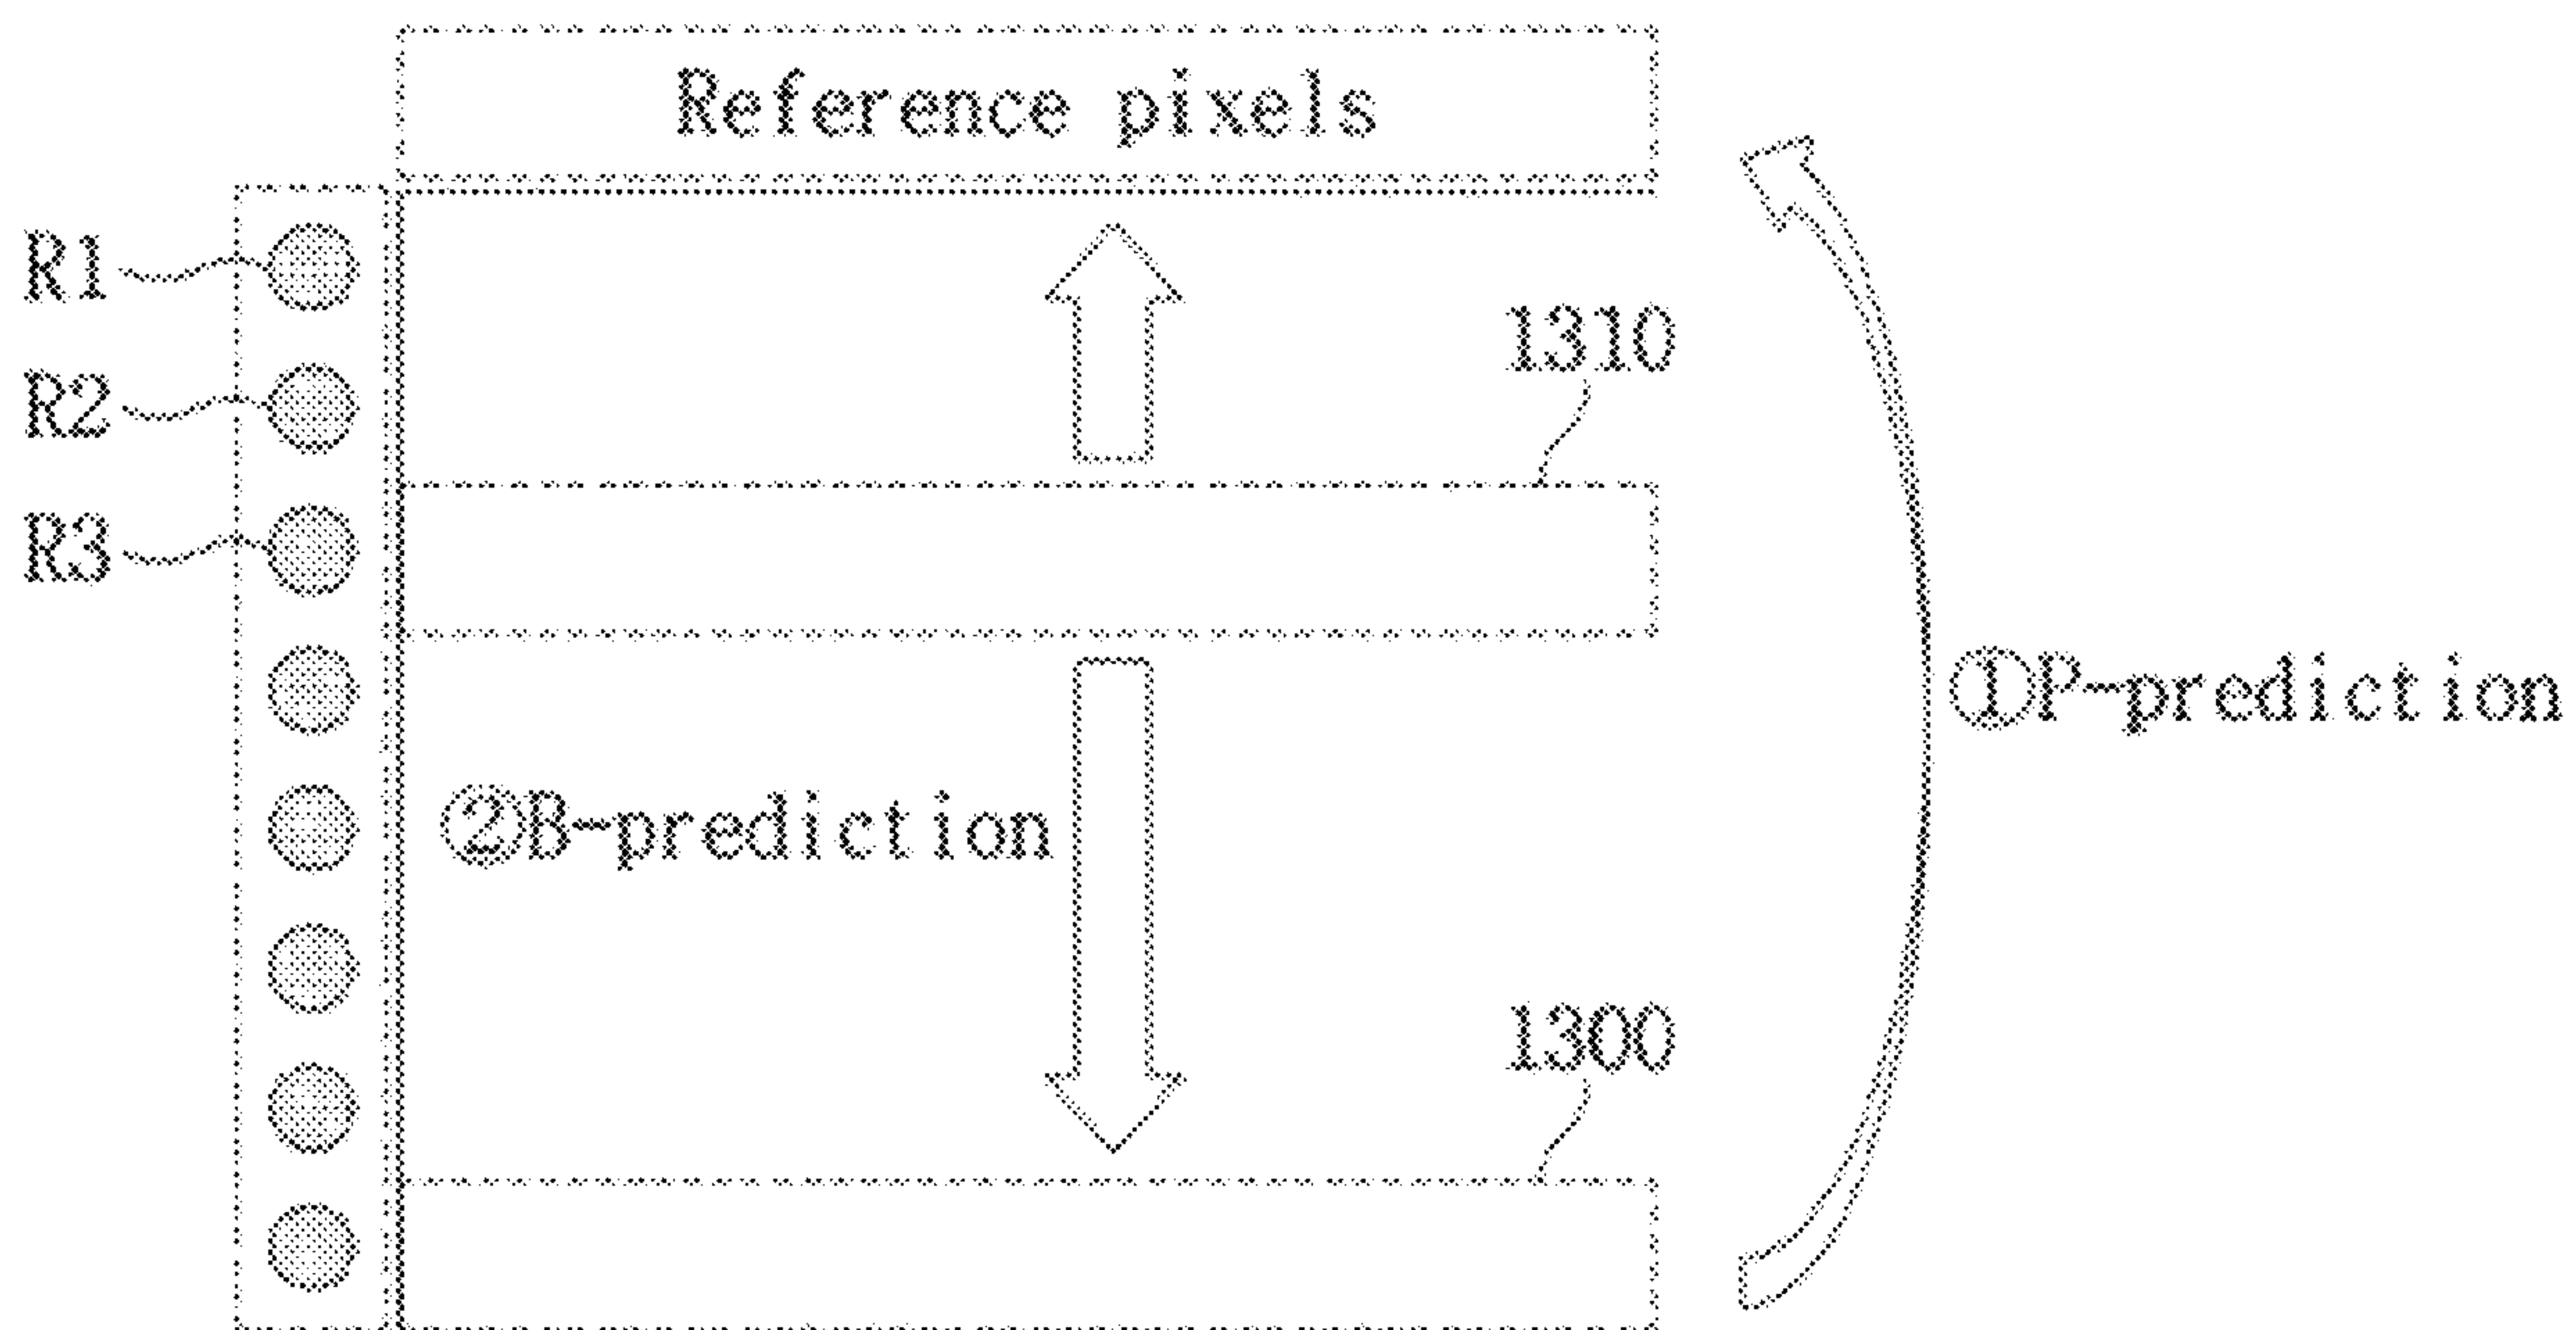 Reference pixels
R1
1310
R2
R3
①P-prediction
②B-prediction
1300